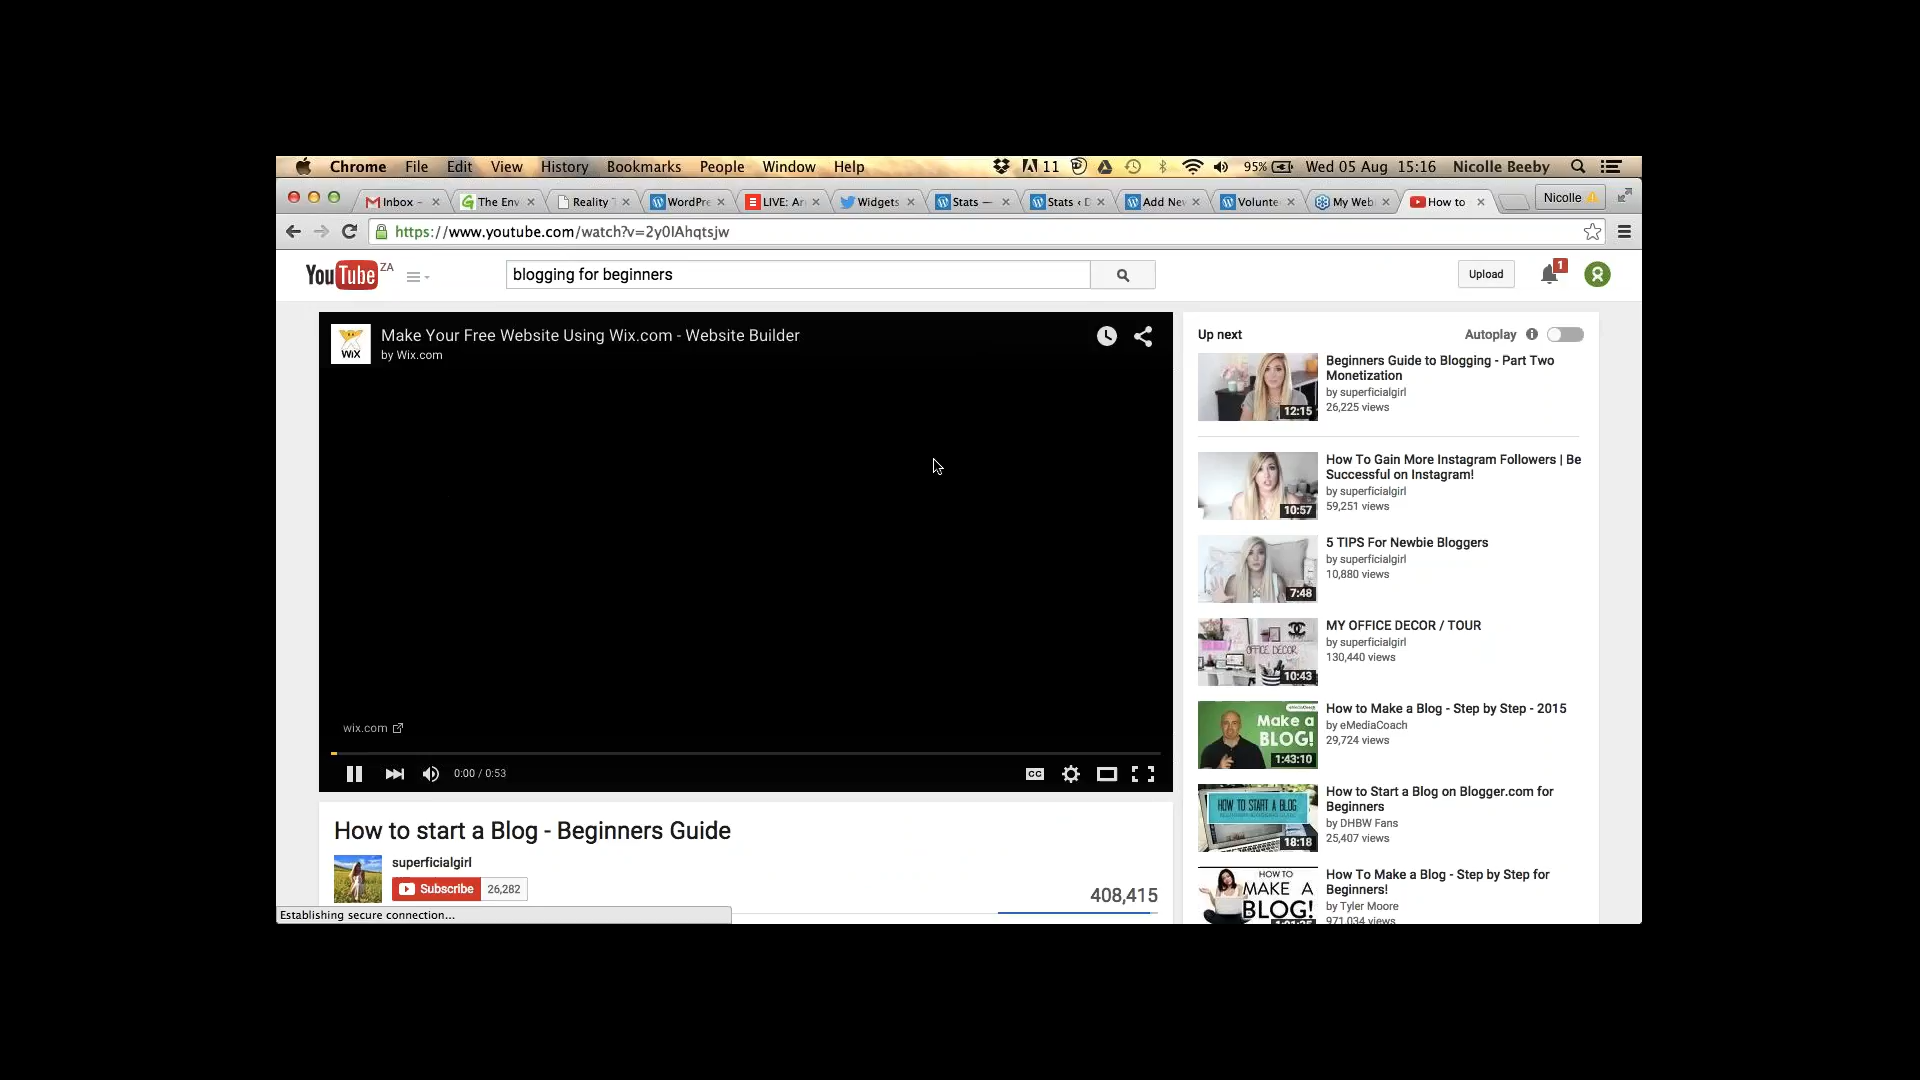 Chrome File Edit View History Bookmarks People Window Help 11 95% Wed 05 Aug 15:16 Nicolle Beeby
Inbox - The Env Reality WordPre LIVE: Ar Widgets Stats — Stats ‹ D Add Ne Volunte My Web How to Nicolle
https://www.youtube.com/watch?v=2y0lAhqtsjw
YouTube ZA blogging for beginners Upload 1
WiX
Make Your Free Website Using Wix.com - Website Builder
by Wix.com
wix.com
0:00 / 0:53 CC
How to start a Blog - Beginners Guide
superficialgirl
Subscribe 26,282
408,415
Establishing secure connection...
Up next Autoplay
Beginners Guide to Blogging - Part Two
Monetization
by superficialgirl
26,225 views
12:15
How To Gain More Instagram Followers | Be
Successful on Instagram!
by superficialgirl
59,251 views
10:57
5 TIPS For Newbie Bloggers
by superficialgirl
10,880 views
7:48
MY OFFICE DECOR / TOUR
by superficialgirl
130,440 views
OFFICE DECOR
10:43
How to Make a Blog - Step by Step - 2015
by eMediaCoach
29,724 views
Make a
BLOG!
1:43:10
How to Start a Blog on Blogger.com for
Beginners
by DHBW Fans
25,407 views
HOW TO START A BLOG
18:18
How To Make a Blog - Step by Step for
Beginners!
by Tyler Moore
971,034 views
HOW TO
MAKE A
BLOG!